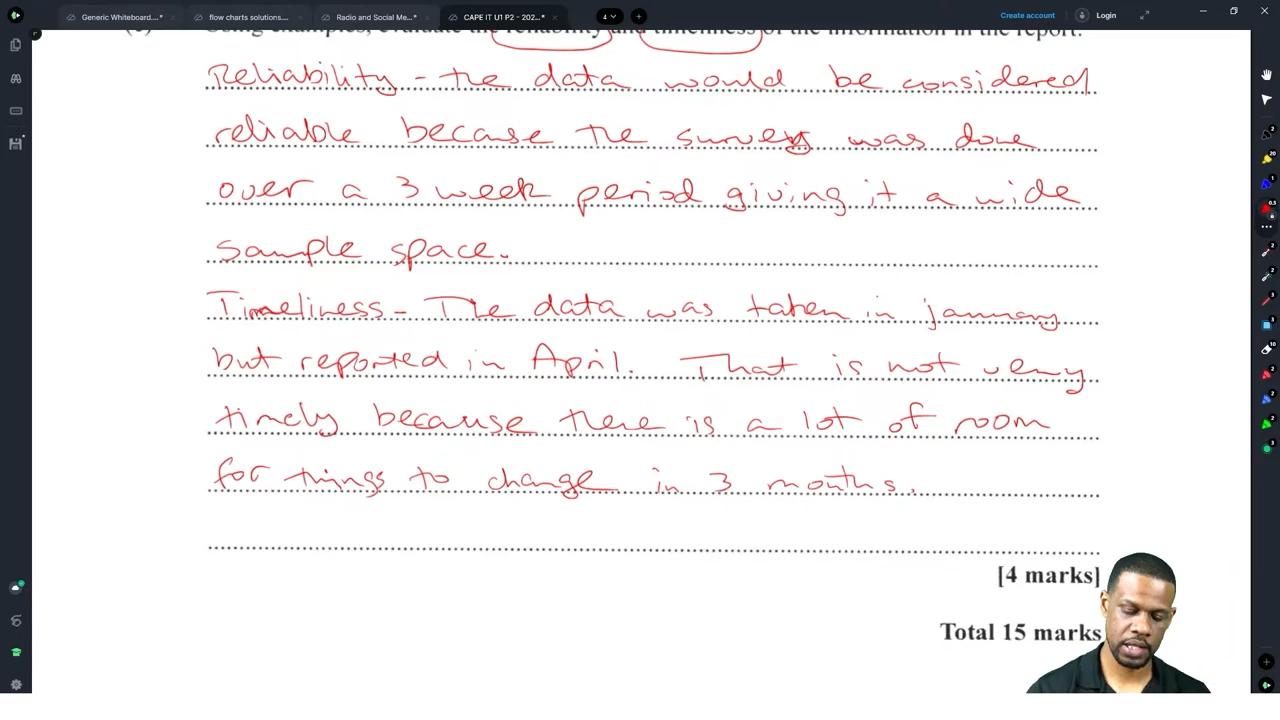 Generic Whiteboard....*
flow charts solutions....
Radio and Social Me...*
CAPE IT U1 P2 - 202...*
4
Create account
Login
Using examples, evaluate the reliability and timeliness of the information in the report.
Reliability - the data would be considered
reliable because the survey was done
over a 3 week period giving it a wide
sample space.
Timeliness - The data was taken in january
but reported in April. That is not very
timely because there is a lot of room
for things to change in 3 months.
[4 marks]
Total 15 marks